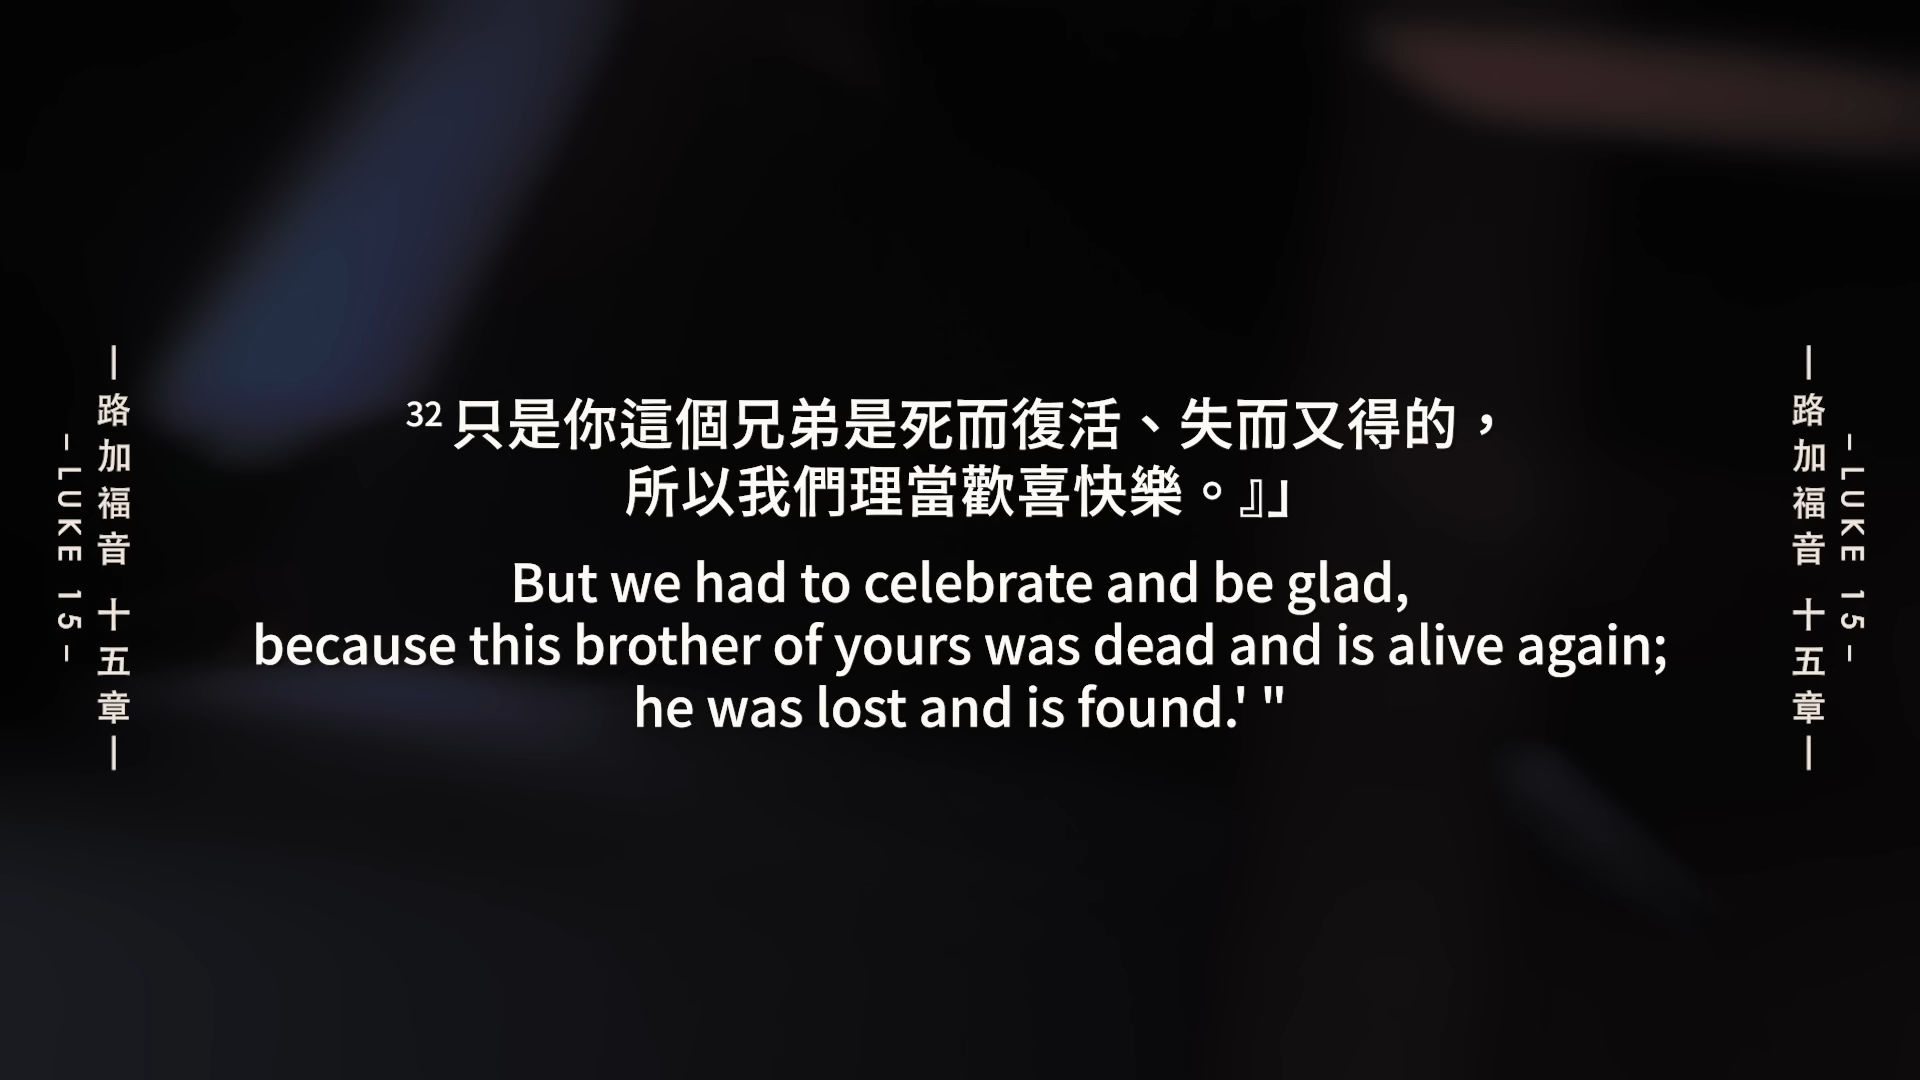 —路加福音 十五章—
– LUKE 15 –
32 只是你這個兄弟是死而復活、失而又得的，
所以我們理當歡喜快樂。』」
But we had to celebrate and be glad,
because this brother of yours was dead and is alive again;
he was lost and is found.' "
—路加福音 十五章—
– LUKE 15 –